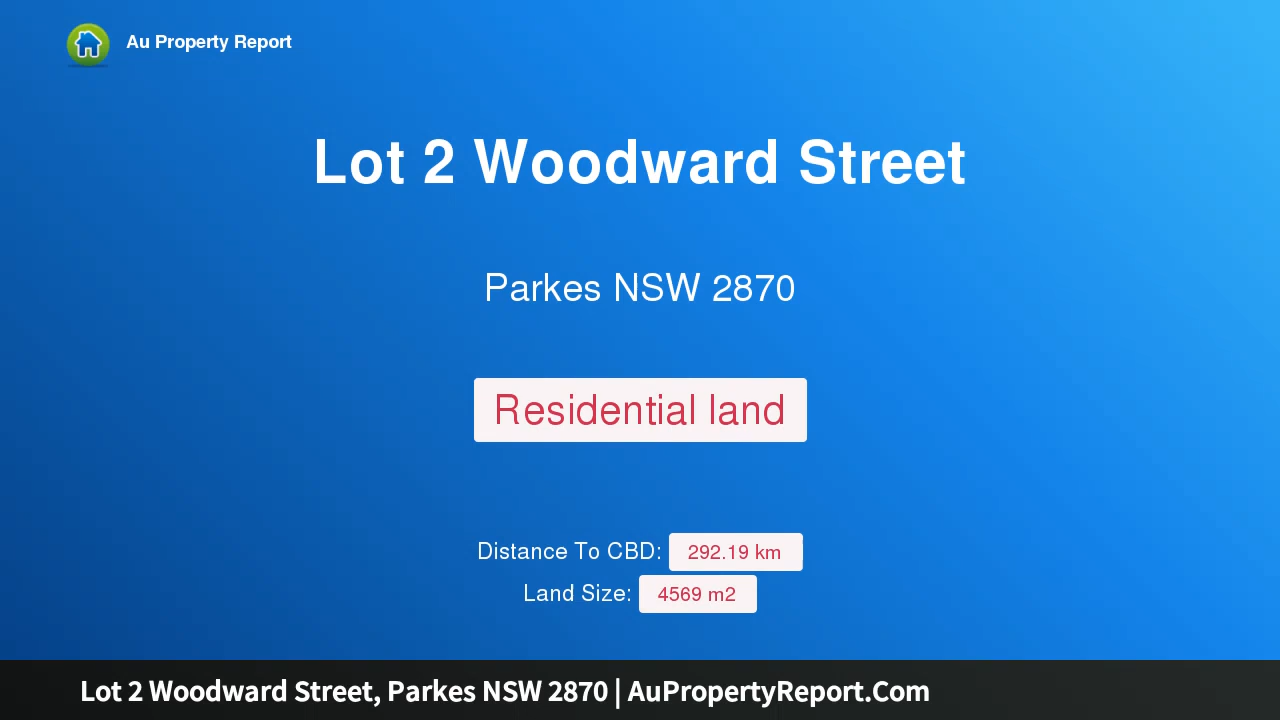 Au Property Report
Lot 2 Woodward Street
Parkes NSW 2870
Residential land
Distance To CBD: 292.19 km
Land Size: 4569 m2
Lot 2 Woodward Street, Parkes NSW 2870 | AuPropertyReport.Com